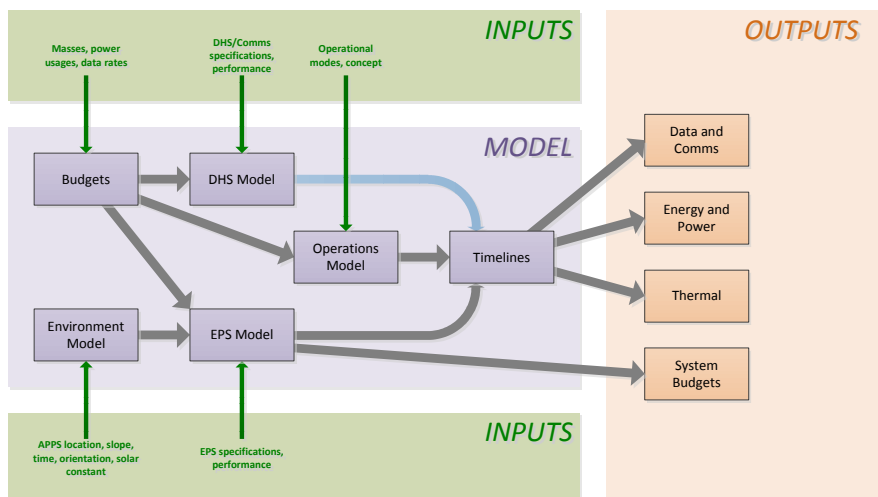 INPUTS
OUTPUTS
Masses, power
usages, data rates
DHS/Comms
specifications,
performance
Operational
modes, concept
MODEL
Data and
Comms
Budgets
DHS Model
Energy and
Power
Operations
Model
Timelines
Thermal
Environment
Model
EPS Model
System
Budgets
INPUTS
APPS location, slope,
time, orientation, solar
constant
EPS specifications,
performance